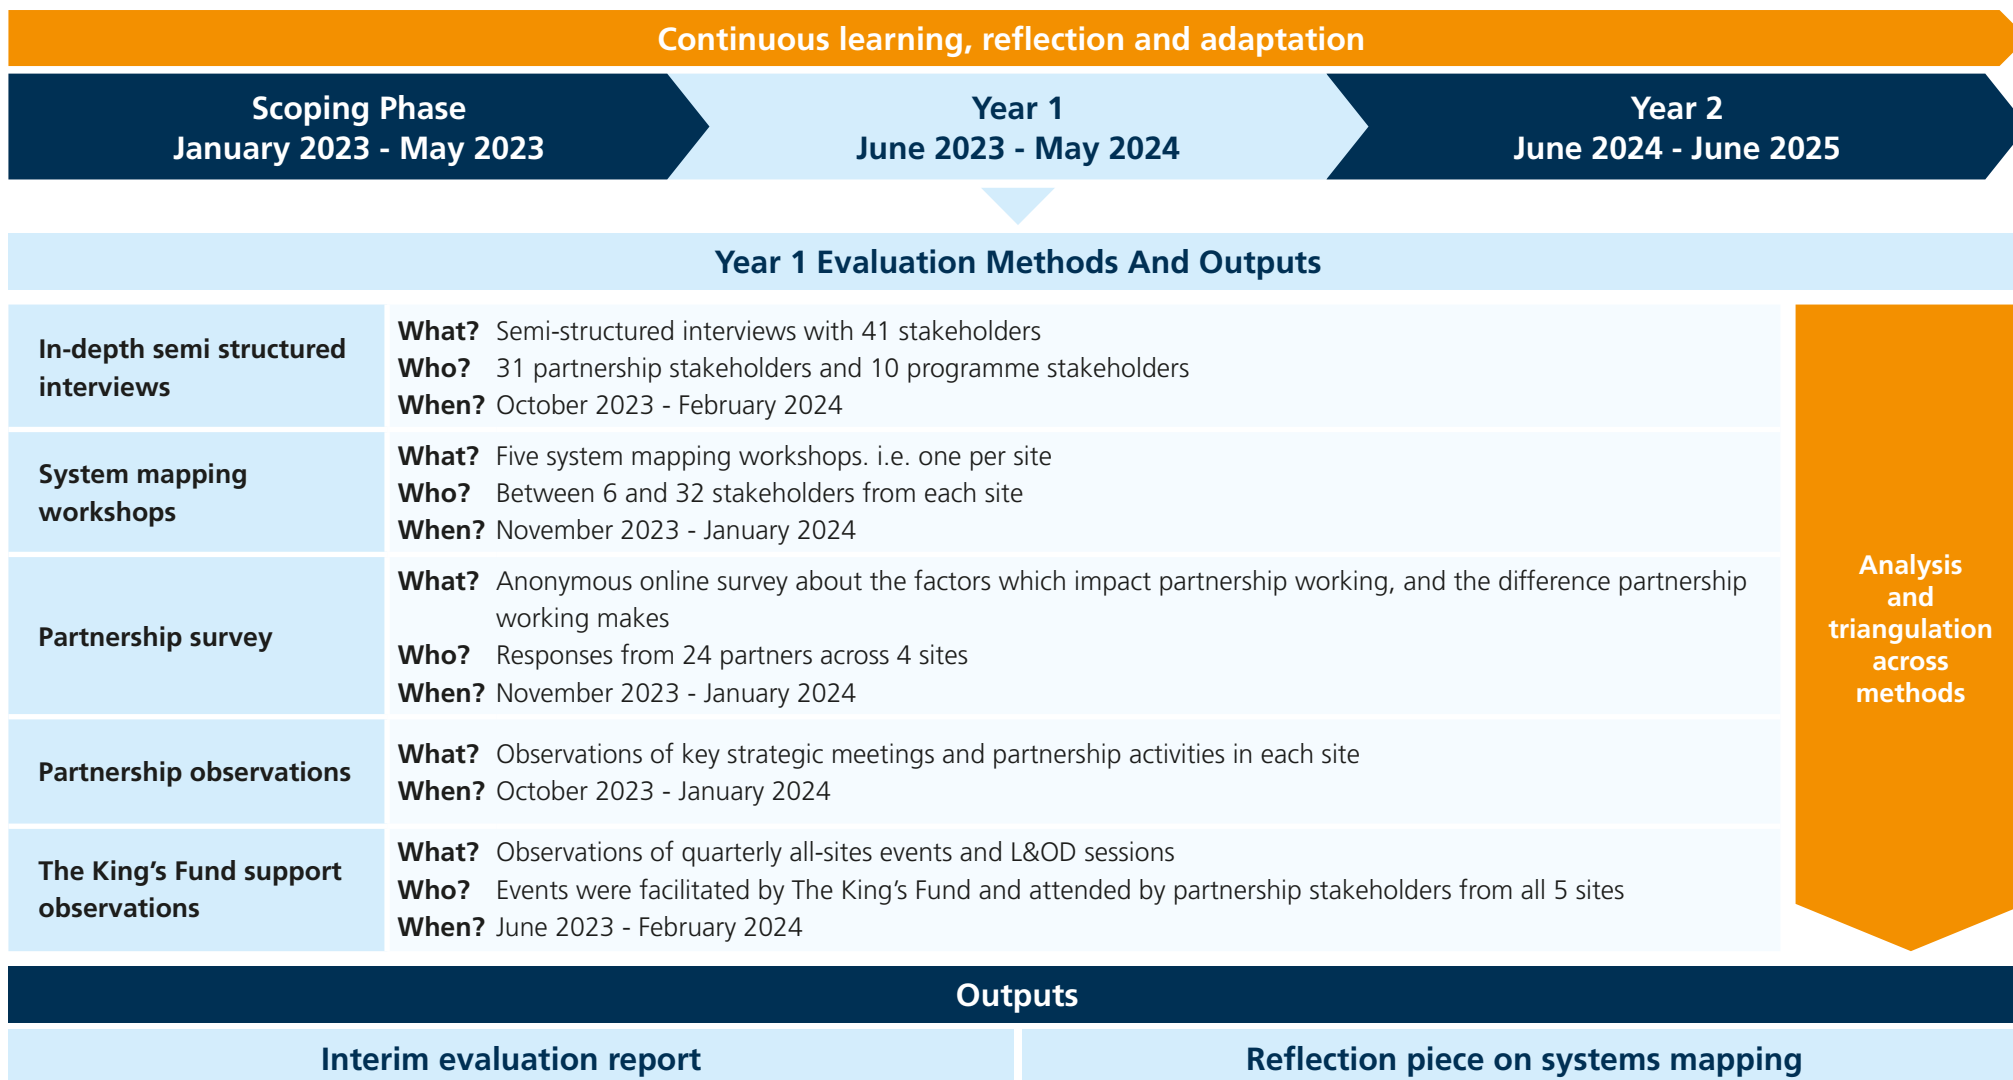 Continuous learning, reflection and adaptation
Scoping Phase
January 2023 - May 2023
Year 1
June 2023 - May 2024
Year 2
June 2024 - June 2025
Year 1 Evaluation Methods And Outputs
In-depth semi structured
interviews
What? Semi-structured interviews with 41 stakeholders
Who? 31 partnership stakeholders and 10 programme stakeholders
When? October 2023 - February 2024
System mapping
workshops
What? Five system mapping workshops. i.e. one per site
Who? Between 6 and 32 stakeholders from each site
When? November 2023 - January 2024
Partnership survey
What? Anonymous online survey about the factors which impact partnership working, and the difference partnership
working makes
Who? Responses from 24 partners across 4 sites
When? November 2023 - January 2024
Partnership observations
What? Observations of key strategic meetings and partnership activities in each site
When? October 2023 - January 2024
The King’s Fund support
observations
What? Observations of quarterly all-sites events and L&OD sessions
Who? Events were facilitated by The King’s Fund and attended by partnership stakeholders from all 5 sites
When? June 2023 - February 2024
Analysis
and
triangulation
across
methods
Outputs
Interim evaluation report
Reflection piece on systems mapping